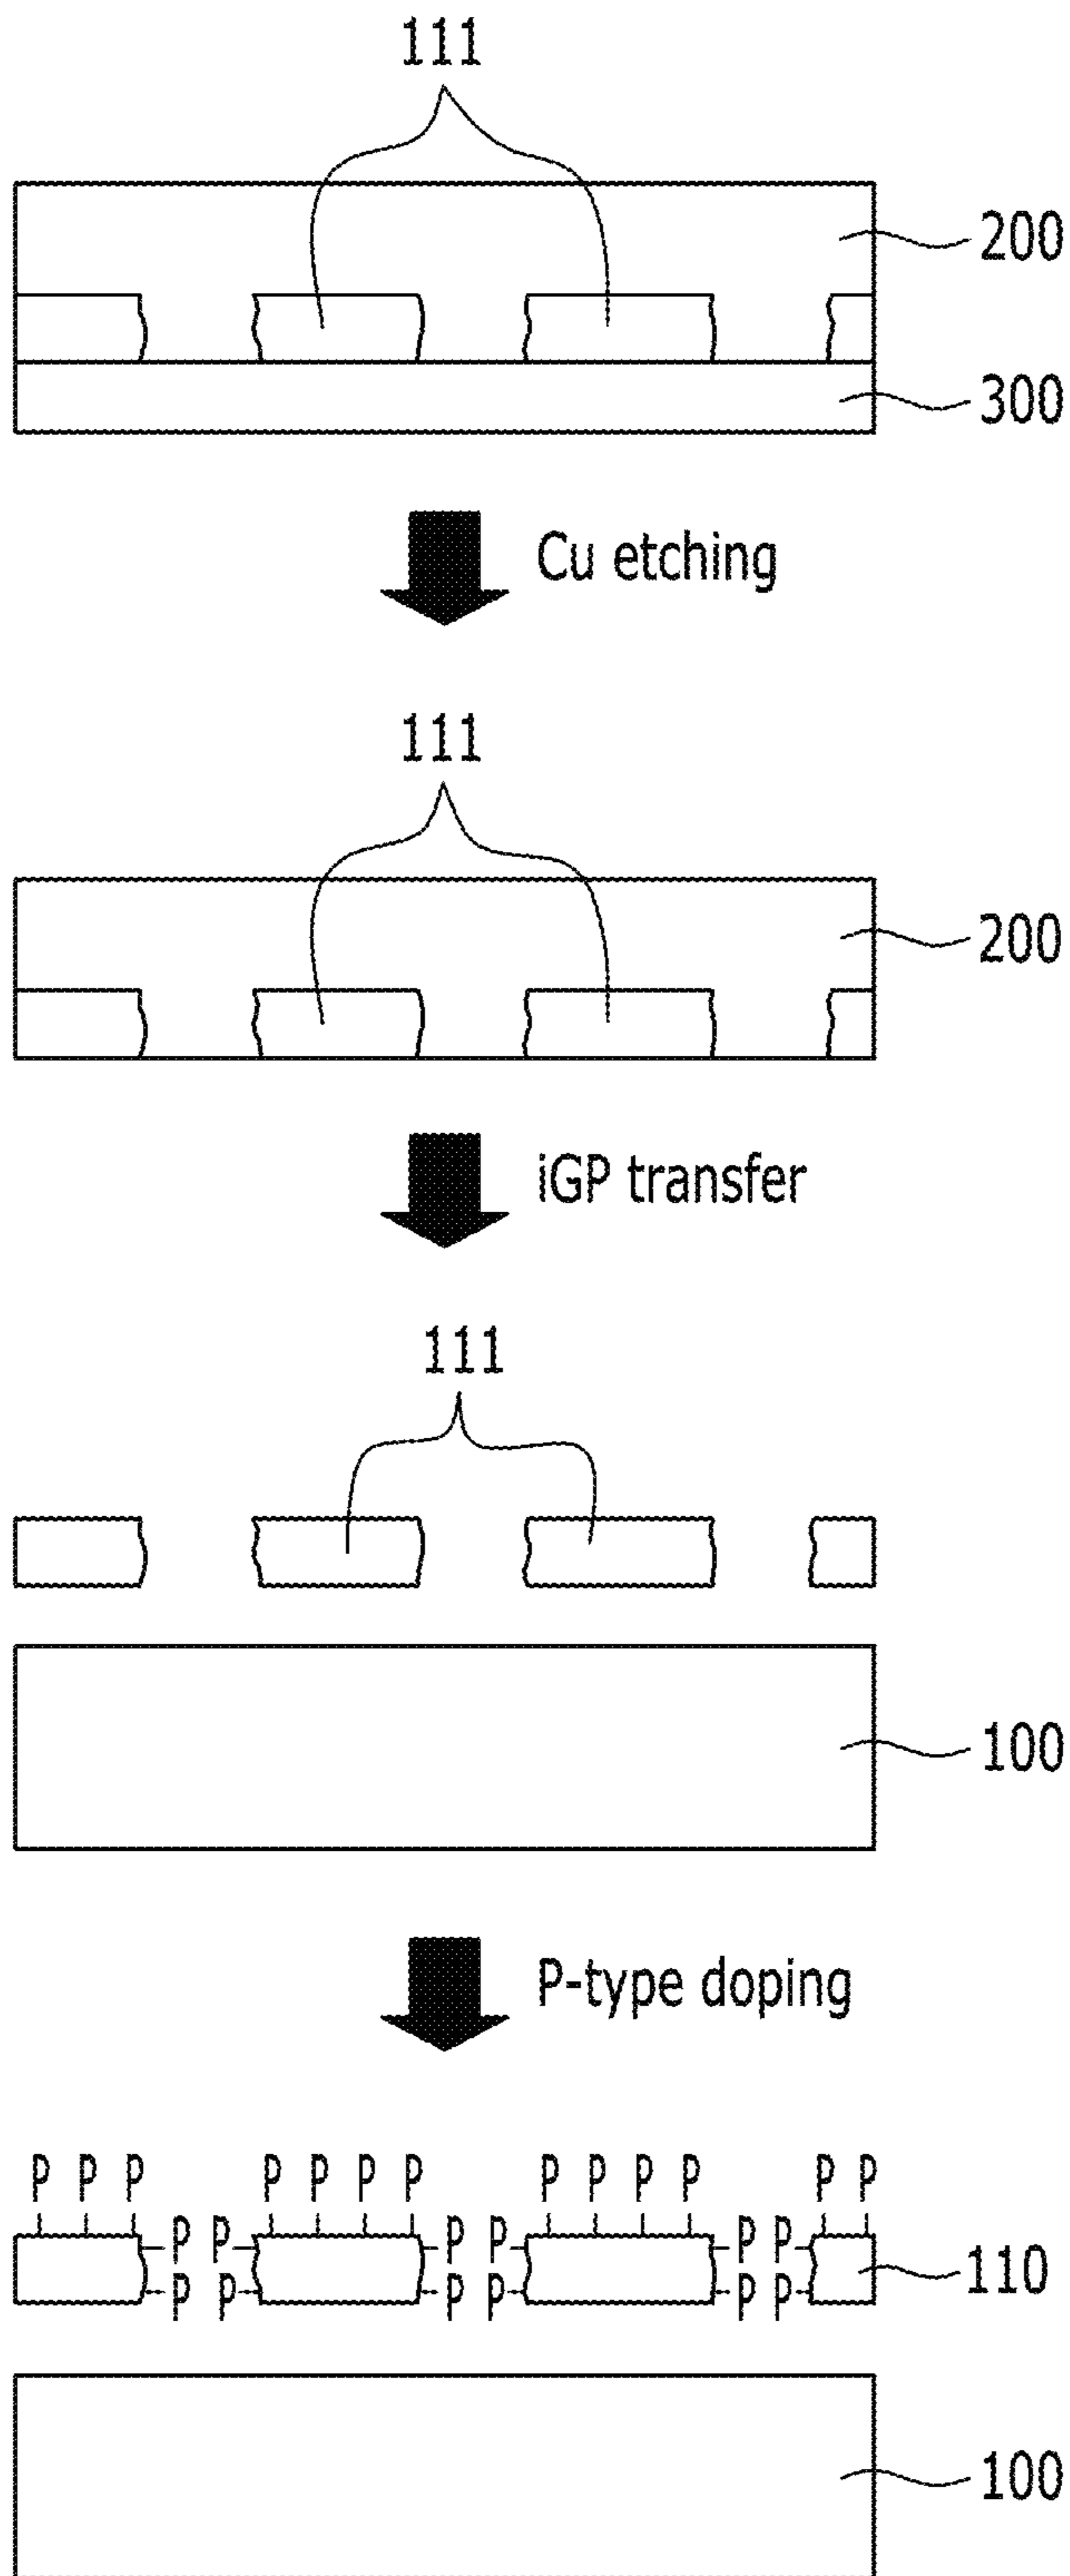 111
200
300
Cu etching
111
200
iGP transfer
111
100
P-type doping
P P P P P P P P P P P P P
P P P P P P
110
P P P P P P
100